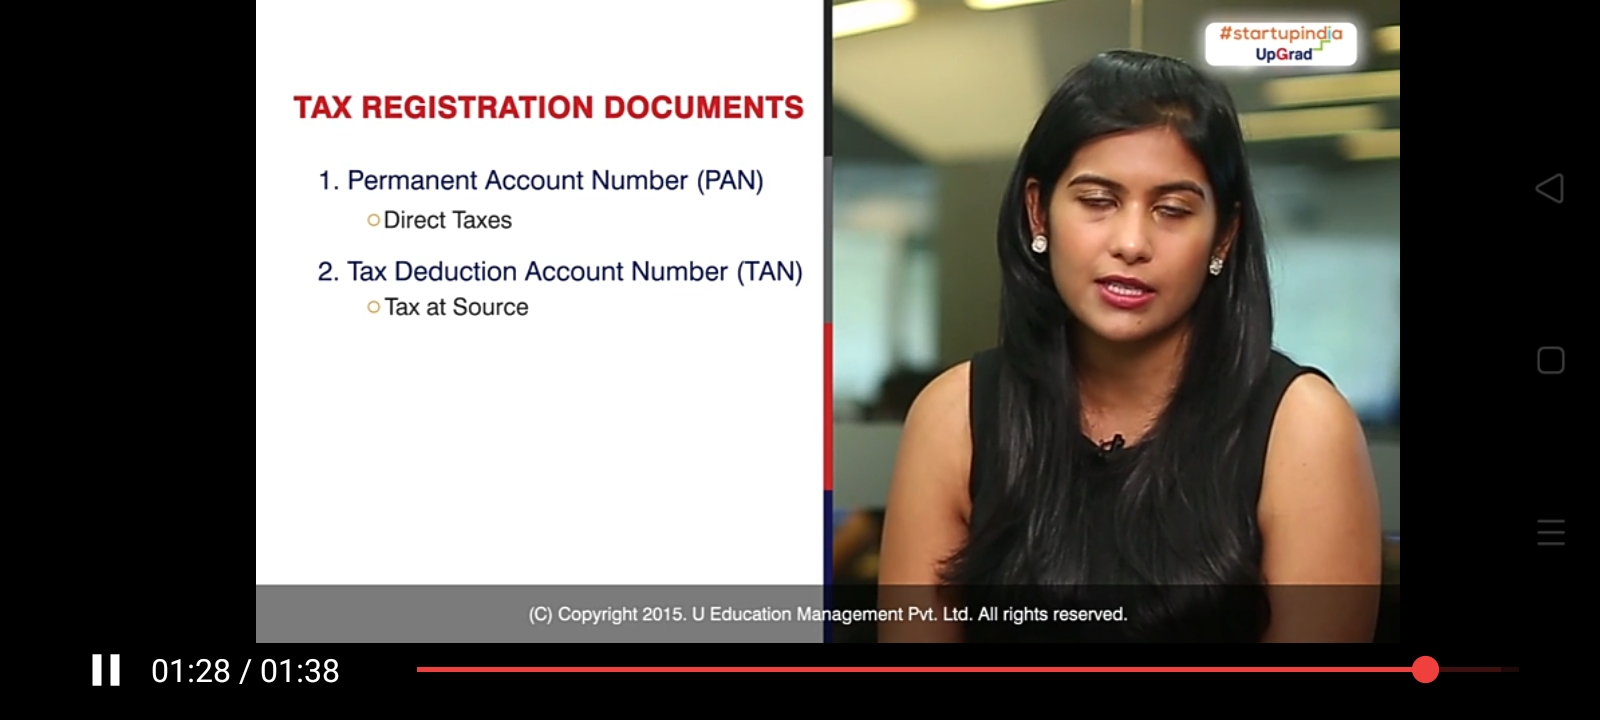 #startupindia
UpGrad
TAX REGISTRATION DOCUMENTS
1. Permanent Account Number (PAN)
Direct Taxes
2. Tax Deduction Account Number (TAN)
Tax at Source
(C) Copyright 2015. U Education Management Pvt. Ltd. All rights reserved.
01:28 / 01:38